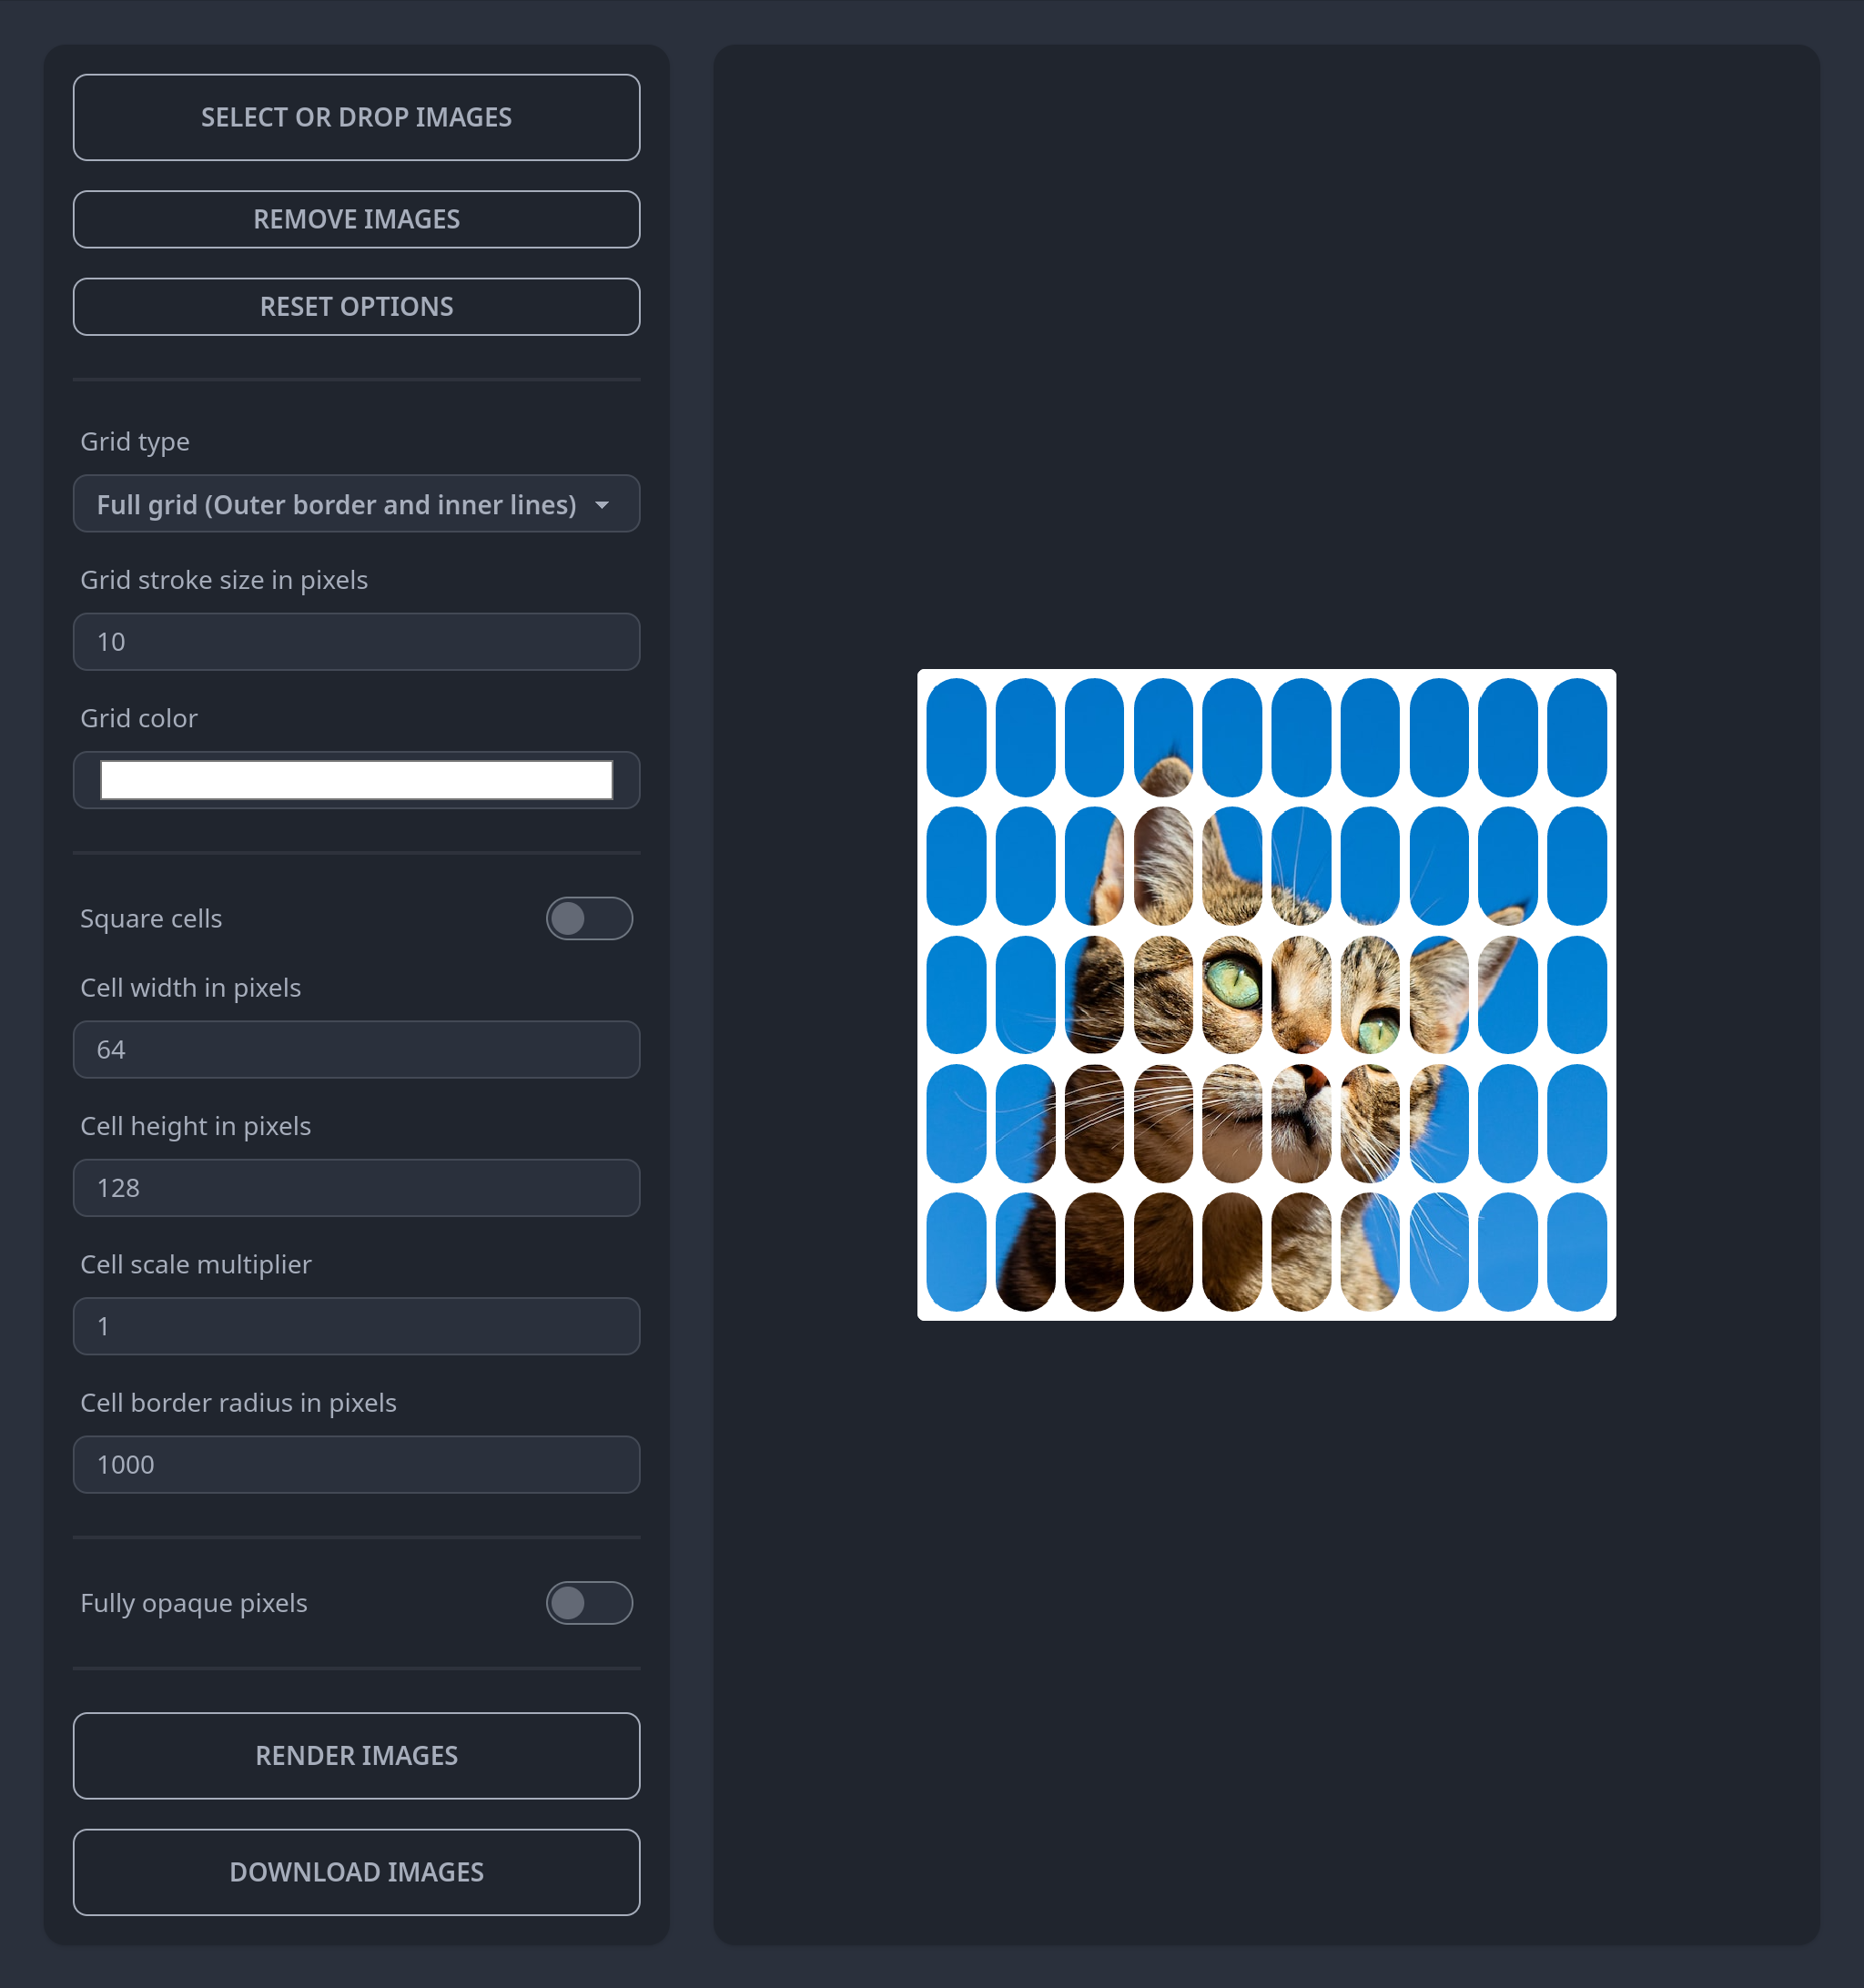 SELECT OR DROP IMAGES
REMOVE IMAGES
RESET OPTIONS
Grid type
Full grid (Outer border and inner lines)
Grid stroke size in pixels
10
Grid color
Square cells
Cell width in pixels
64
Cell height in pixels
128
Cell scale multiplier
1
Cell border radius in pixels
1000
Fully opaque pixels
RENDER IMAGES
DOWNLOAD IMAGES